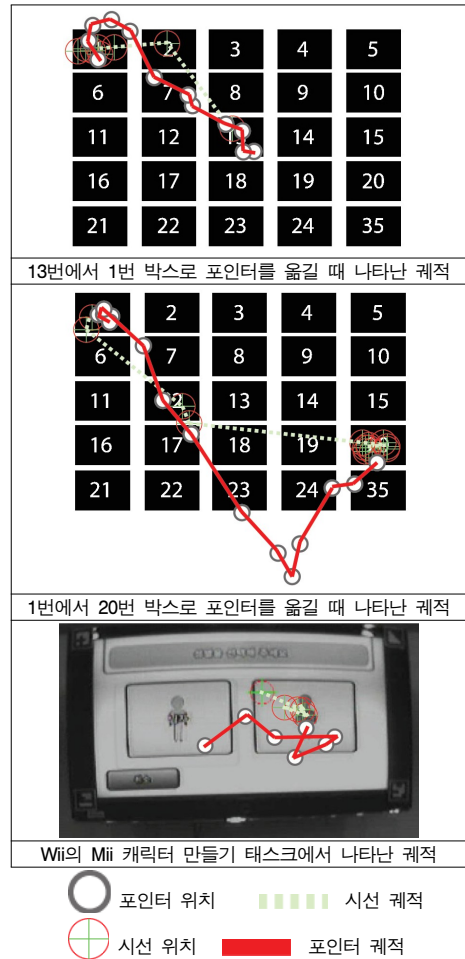 2 3 4 5
6 7 8 9 10
11 12 14 15
16 17 18 19 20
21 22 23 24 35
13번에서 1번 박스로 포인터를 옮길 때 나타난 궤적
2 3 4 5
6 7 8 9 10
11 12 13 14 15
16 17 18 19
21 22 23 24 35
1번에서 20번 박스로 포인터를 옮길 때 나타난 궤적
Wii의 Mii 캐릭터 만들기 태스크에서 나타난 궤적
포인터 위치 시선 궤적
시선 위치 포인터 궤적